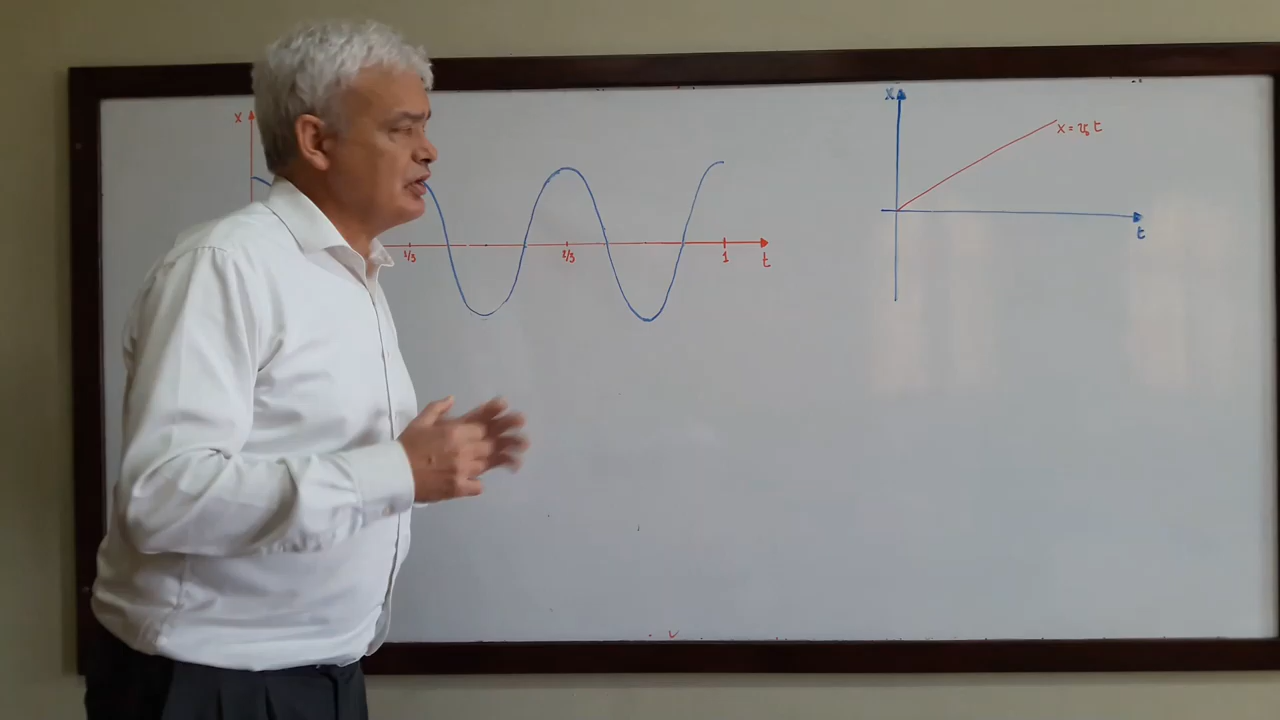 x
1/3
2/3
1
t
x
x = v₀ t
t